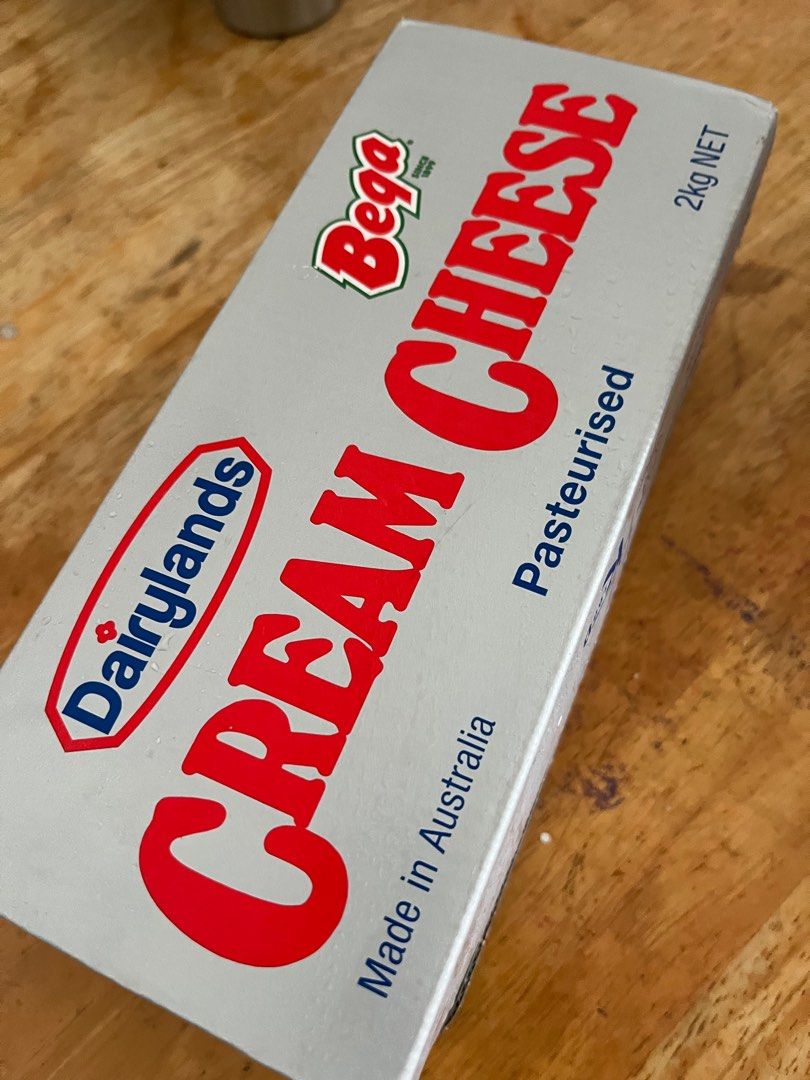 Dairylands
Bega
SINCE
1899
CREAM CHEESE
Made in Australia
Pasteurised
2kg NET